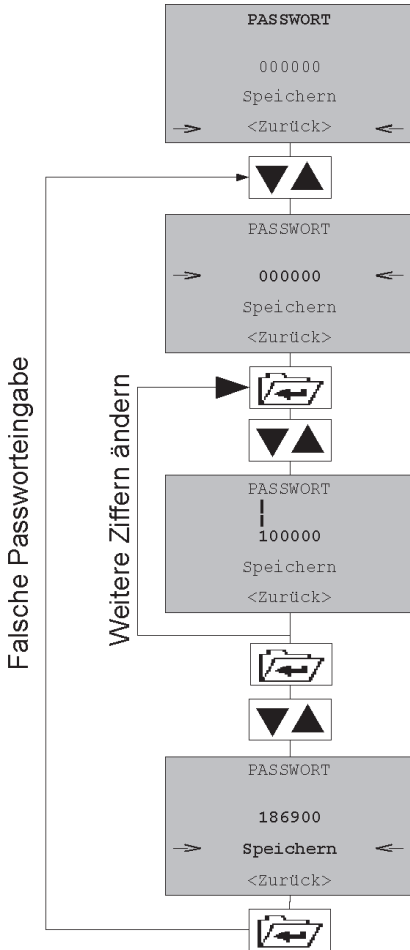 PASSWORT
000000
Speichern
<Zurück>
PASSWORT
000000
Speichern
<Zurück>
PASSWORT
100000
Speichern
<Zurück>
PASSWORT
186900
Speichern
<Zurück>
Weitere Ziffern ändern
Falsche Passworteingabe